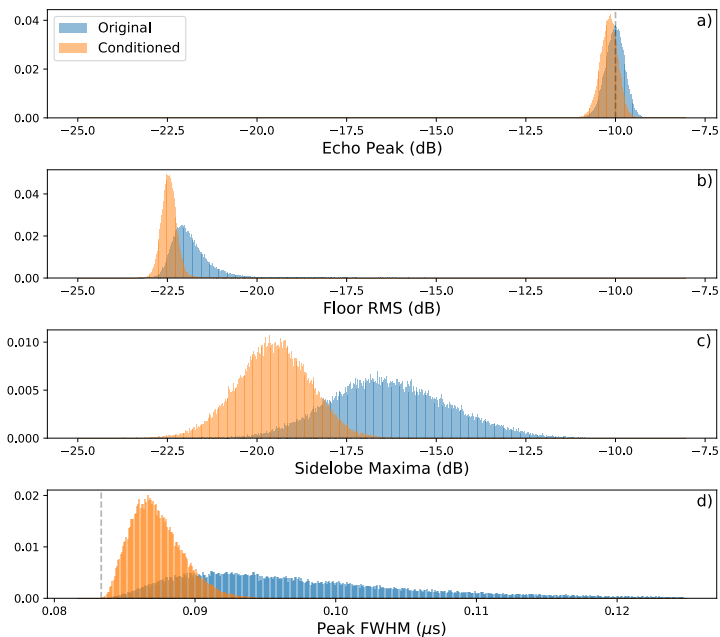 0.04
0.02
0.00
Original
Conditioned
a)
−25.0 −22.5 −20.0 −17.5 −15.0 −12.5 −10.0 −7.5
Echo Peak (dB)
0.04
0.02
0.00
b)
−25.0 −22.5 −20.0 −17.5 −15.0 −12.5 −10.0 −7.5
Floor RMS (dB)
0.010
0.005
0.000
c)
−25.0 −22.5 −20.0 −17.5 −15.0 −12.5 −10.0 −7.5
Sidelobe Maxima (dB)
0.02
0.01
0.00
d)
0.08 0.09 0.10 0.11 0.12
Peak FWHM (μs)